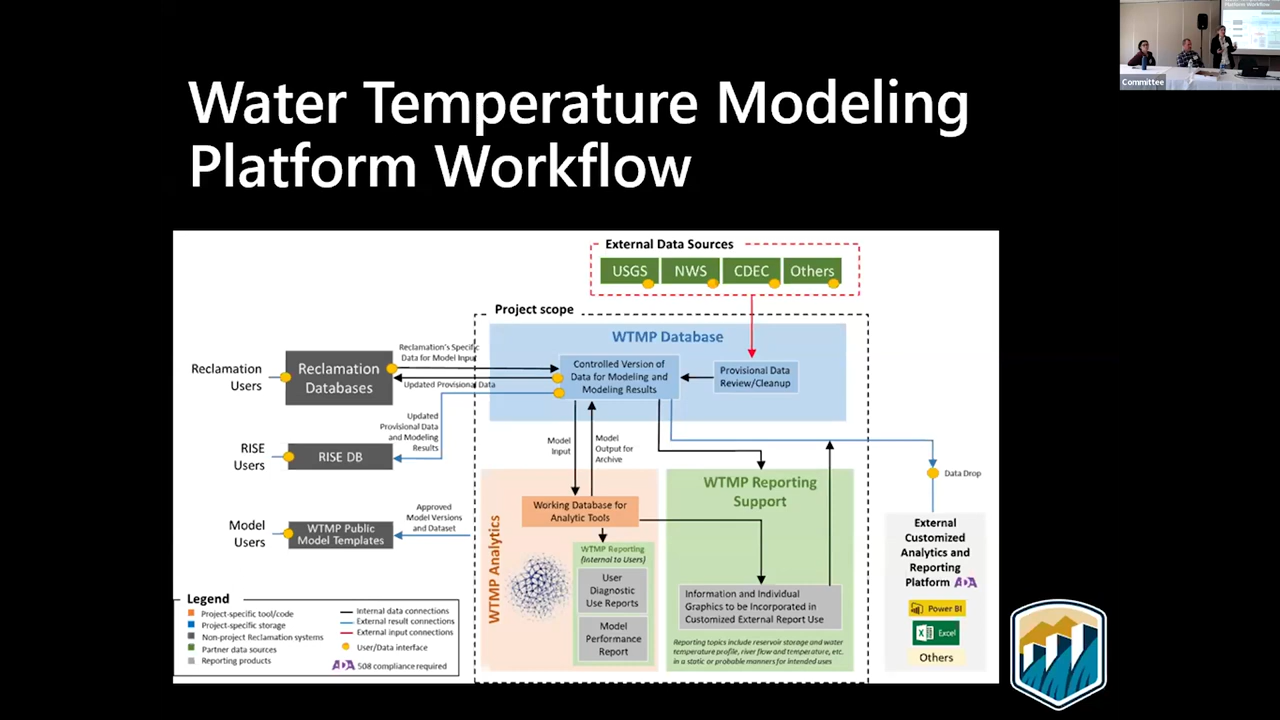 Water Temperature Modeling
Platform Workflow
Platform Workflow
Committee
External Data Sources
USGS
NWS
CDEC
Others
Project scope
WTMP Database
Reclamation
Users
Reclamation
Databases
Reclamation's Specific
Data for Model Input
Updated Provisional Data
Controlled Version of
Data for Modeling and
Modeling Results
Provisional Data
Review/Cleanup
Updated
Provisional Data
and Modeling
Results
RISE
Users
RISE DB
Model
Input
Model
Output for
Archive
Data Drop
WTMP Reporting
Support
Model
Users
WTMP Public
Model Templates
Approved
Model Versions
and Dataset
WTMP Analytics
Working Database for
Analytic Tools
WTMP Reporting
(Internal to Users)
User
Diagnostic
Use Reports
Model
Performance
Report
Information and Individual
Graphics to be Incorporated in
Customized External Report Use
Reporting topics include reservoir storage and water
temperature profile, river flow and temperature, etc.
in a static or probable manners for intended uses
External
Customized
Analytics and
Reporting
Platform ADA
Power BI
Excel
Others
Legend
Project-specific tool/code
Project-specific storage
Non-project Reclamation systems
Partner data sources
Reporting products
Internal data connections
External result connections
External input connections
User/Data interface
ADA 508 compliance required